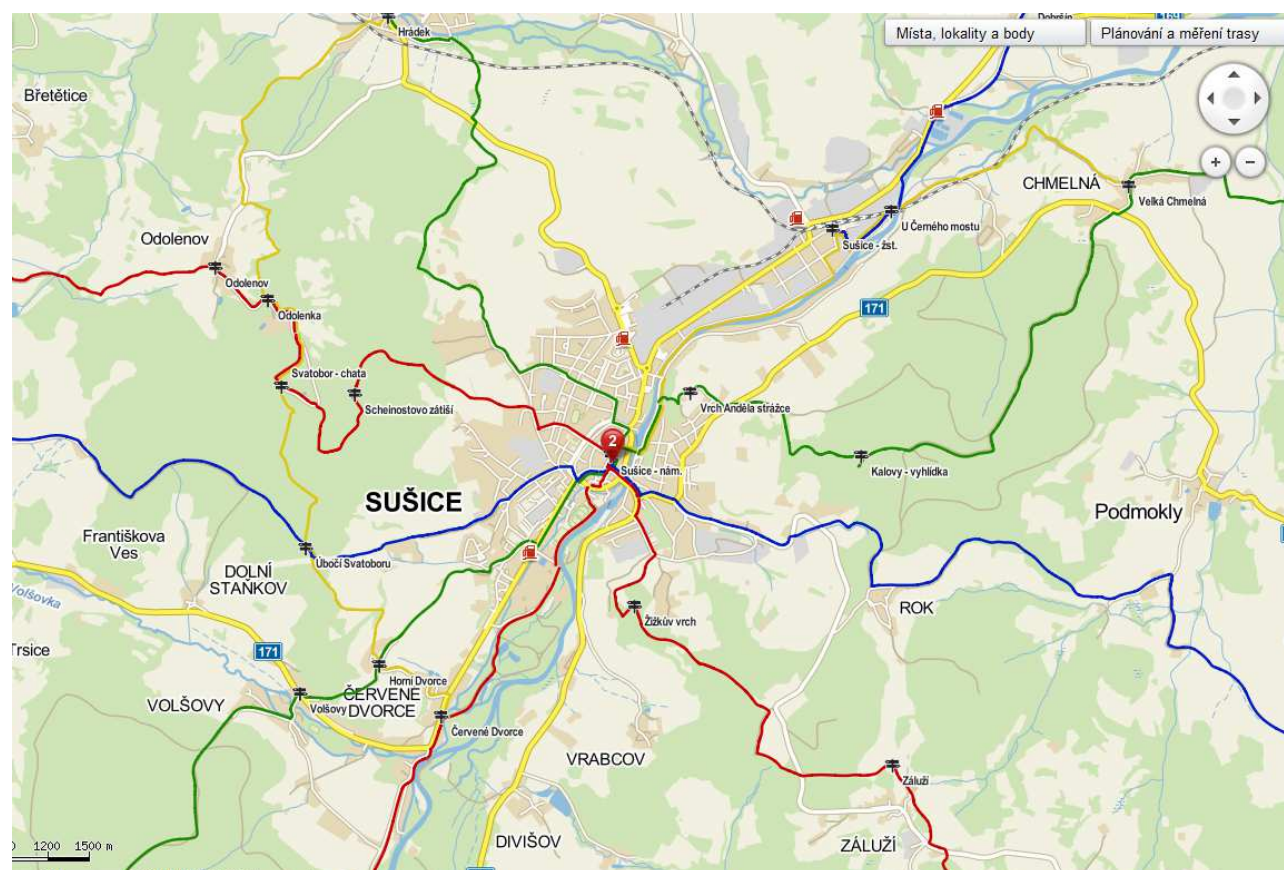 Dobršín
169
Hrádek
Místa, lokality a body
Plánování a měření trasy
Břetětice
CHMELNÁ
Velká Chmelná
U Černého mostu
Sušice - žst.
Odolenov
Odolenov
171
Odolenka
Svatobor - chata
Scheinostovo zátiší
Vrch Anděla strážce
2
Sušice - nám.
Kalovy - vyhlídka
SUŠICE
Podmokly
Františkova
Ves
Úbočí Svatoboru
DOLNÍ
STAŇKOV
Volšovka
ROK
Žižkův vrch
Trsice
171
Horní Dvorce
ČERVENÉ
DVORCE
VOLŠOVY
Volšovy
Červené Dvorce
VRABCOV
Záluží
DIVIŠOV
ZÁLUŽÍ
0 1200 1500 m